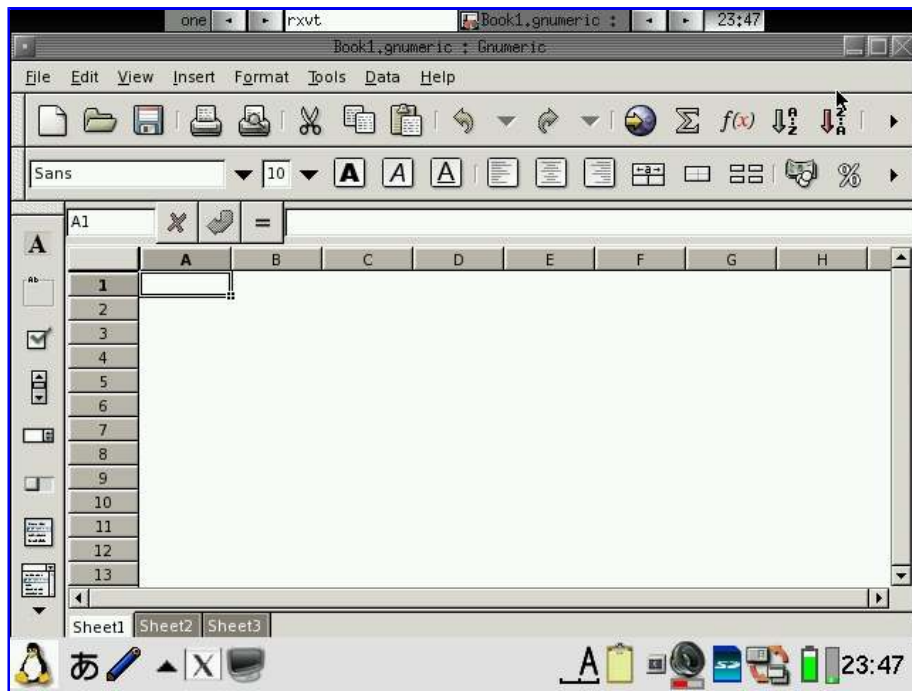 one rxvt Book1.gnumeric : 23:47
Book1.gnumeric : Gnumeric
File Edit View Insert Format Tools Data Help
Σ f(x) A Z Z A
Sans 10 A A A a %
A1 =
A
Ab
A B C D E F G H
1
2
3
4
5
6
7
8
9
10
11
12
13
Sheet1 Sheet2 Sheet3
あ X A SD 23:47